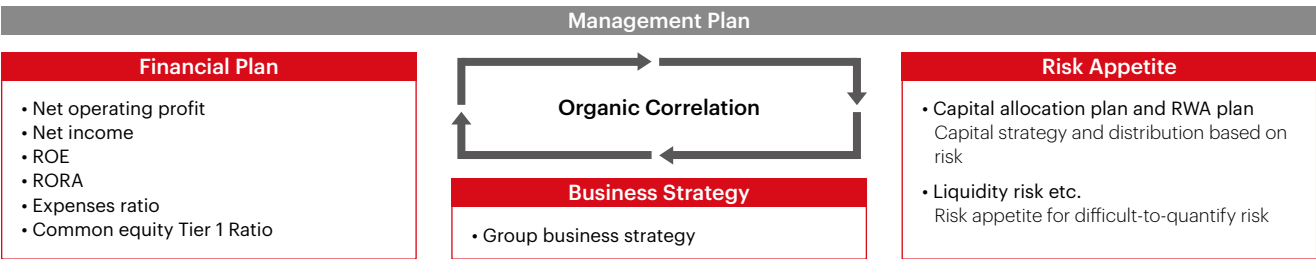 Management Plan
Financial Plan
• Net operating profit
• Net income
• ROE
• RORA
• Expenses ratio
• Common equity Tier 1 Ratio
Organic Correlation
Business Strategy
• Group business strategy
Risk Appetite
• Capital allocation plan and RWA plan
Capital strategy and distribution based on
risk
• Liquidity risk etc.
Risk appetite for difficult-to-quantify risk